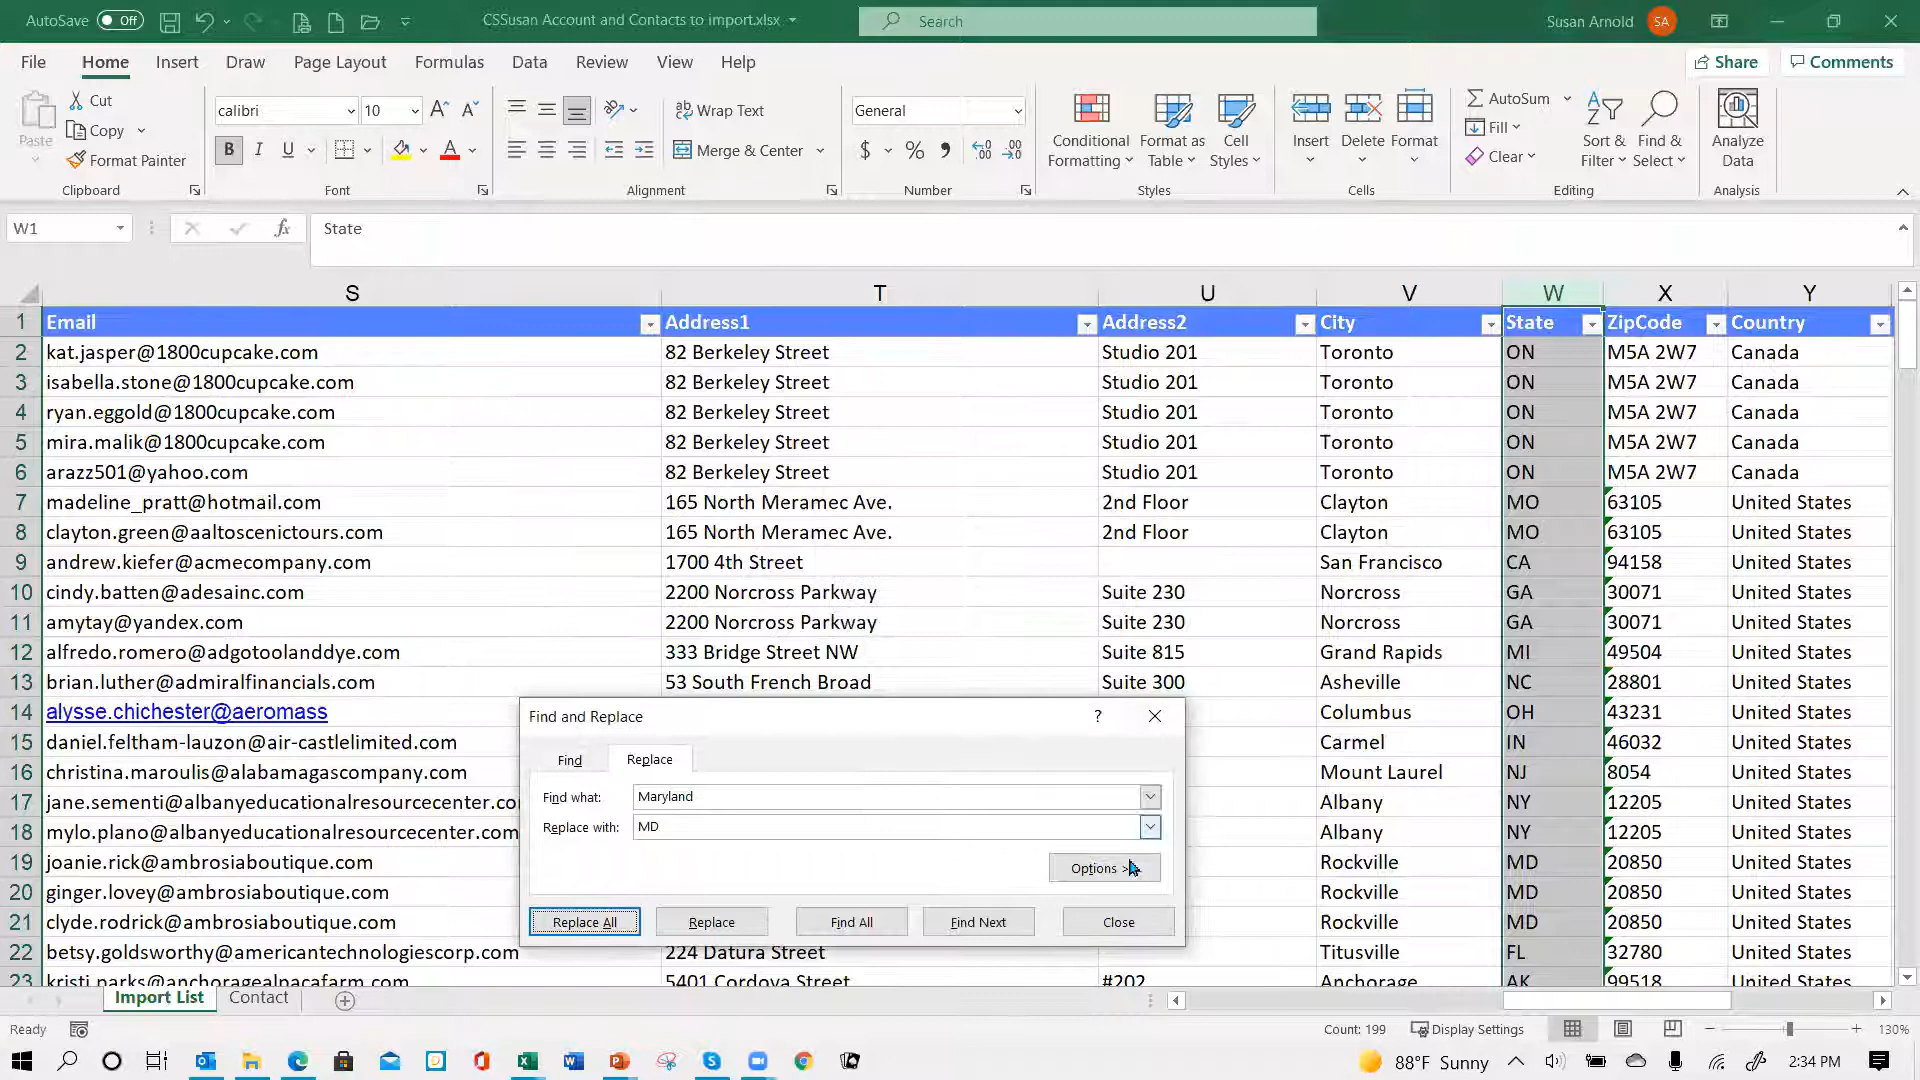 AutoSave Off CSSusan Account and Contacts to import.xlsx Search Susan Arnold SA
File Home Insert Draw Page Layout Formulas Data Review View Help Share Comments
Paste Cut Copy Format Painter Clipboard
calibri 10 B I U A Font
Wrap Text Merge & Center Alignment
General $ % Number
Conditional Formatting Format as Table Cell Styles Styles
Insert Delete Format Cells
AutoSum Fill Clear Sort & Filter Find & Select Editing
Analyze Data Analysis
W1 fx State
S T U V W X Y
1 Email Address1 Address2 City State ZipCode Country
2 kat.jasper@1800cupcake.com 82 Berkeley Street Studio 201 Toronto ON M5A 2W7 Canada
3 isabella.stone@1800cupcake.com 82 Berkeley Street Studio 201 Toronto ON M5A 2W7 Canada
4 ryan.eggold@1800cupcake.com 82 Berkeley Street Studio 201 Toronto ON M5A 2W7 Canada
5 mira.malik@1800cupcake.com 82 Berkeley Street Studio 201 Toronto ON M5A 2W7 Canada
6 arazz501@yahoo.com 82 Berkeley Street Studio 201 Toronto ON M5A 2W7 Canada
7 madeline_pratt@hotmail.com 165 North Meramec Ave. 2nd Floor Clayton MO 63105 United States
8 clayton.green@aaltoscenictours.com 165 North Meramec Ave. 2nd Floor Clayton MO 63105 United States
9 andrew.kiefer@acmecompany.com 1700 4th Street San Francisco CA 94158 United States
10 cindy.batten@adesainc.com 2200 Norcross Parkway Suite 230 Norcross GA 30071 United States
11 amytay@yandex.com 2200 Norcross Parkway Suite 230 Norcross GA 30071 United States
12 alfredo.romero@adgotoolanddye.com 333 Bridge Street NW Suite 815 Grand Rapids MI 49504 United States
13 brian.luther@admiralfinancials.com 53 South French Broad Suite 300 Asheville NC 28801 United States
14 alysse.chichester@aeromass Columbus OH 43231 United States
15 daniel.feltham-lauzon@air-castlelimited.com Carmel IN 46032 United States
16 christina.maroulis@alabamagascompany.com Mount Laurel NJ 8054 United States
17 jane.sementi@albanyeducationalresourcecenter.co Albany NY 12205 United States
18 mylo.plano@albanyeducationalresourcecenter.com Albany NY 12205 United States
19 joanie.rick@ambrosiaboutique.com Rockville MD 20850 United States
20 ginger.lovey@ambrosiaboutique.com Rockville MD 20850 United States
21 clyde.rodrick@ambrosiaboutique.com Rockville MD 20850 United States
22 betsy.goldsworthy@americantechnologiescorp.com 224 Datura Street Titusville FL 32780 United States
23 kristi.parks@anchoragealpacafarm.com 5401 Cordova Street #202 Anchorage AK 99518 United States
Find and Replace ?
Find Replace
Find what: Maryland
Replace with: MD
Options >>
Replace All Replace Find All Find Next Close
Import List Contact
Ready Count: 199 Display Settings 130%
88°F Sunny 2:34 PM